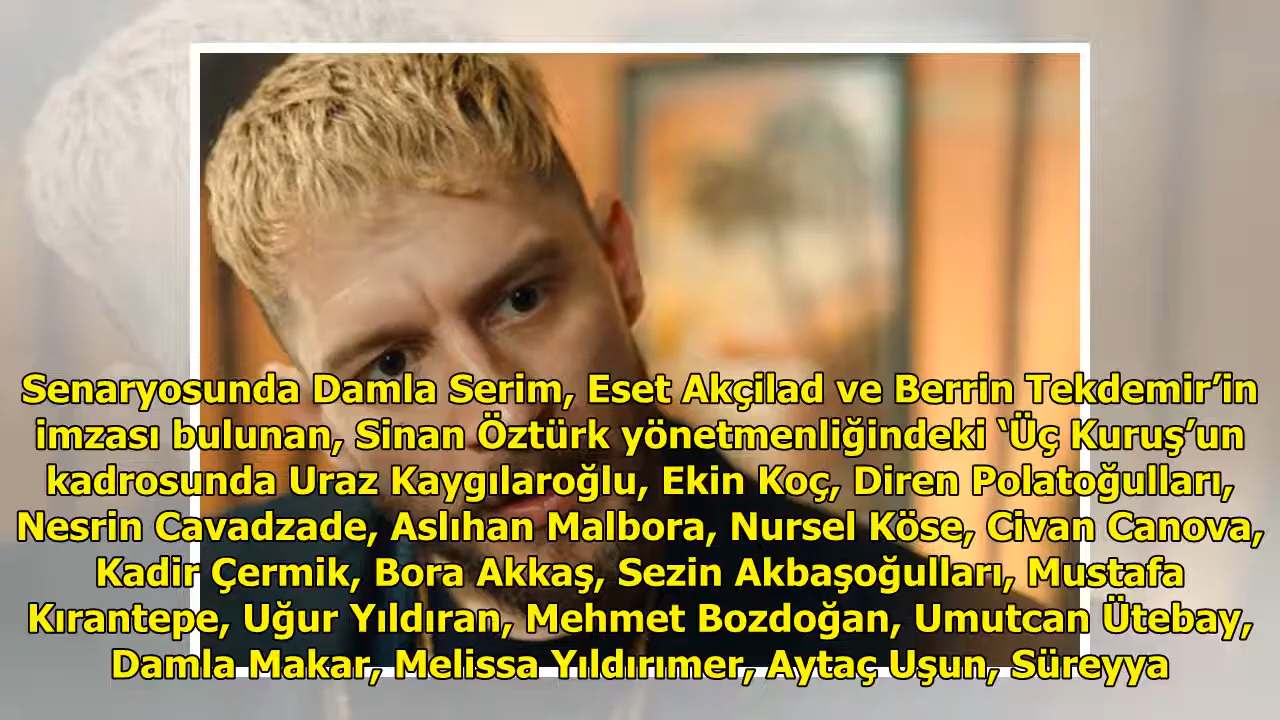 Senaryosunda Damla Serim, Eset Akçilad ve Berrin Tekdemir’in
imzası bulunan, Sinan Öztürk yönetmenliğindeki ‘Üç Kuruş’un
kadrosunda Uraz Kaygılaroğlu, Ekin Koç, Diren Polatoğulları,
Nesrin Cavadzade, Aslıhan Malbora, Nursel Köse, Civan Canova,
Kadir Çermik, Bora Akkaş, Sezin Akbaşoğulları, Mustafa
Kırantepe, Uğur Yıldıran, Mehmet Bozdoğan, Umutcan Ütebay,
Damla Makar, Melissa Yıldırımer, Aytaç Uşun, Süreyya